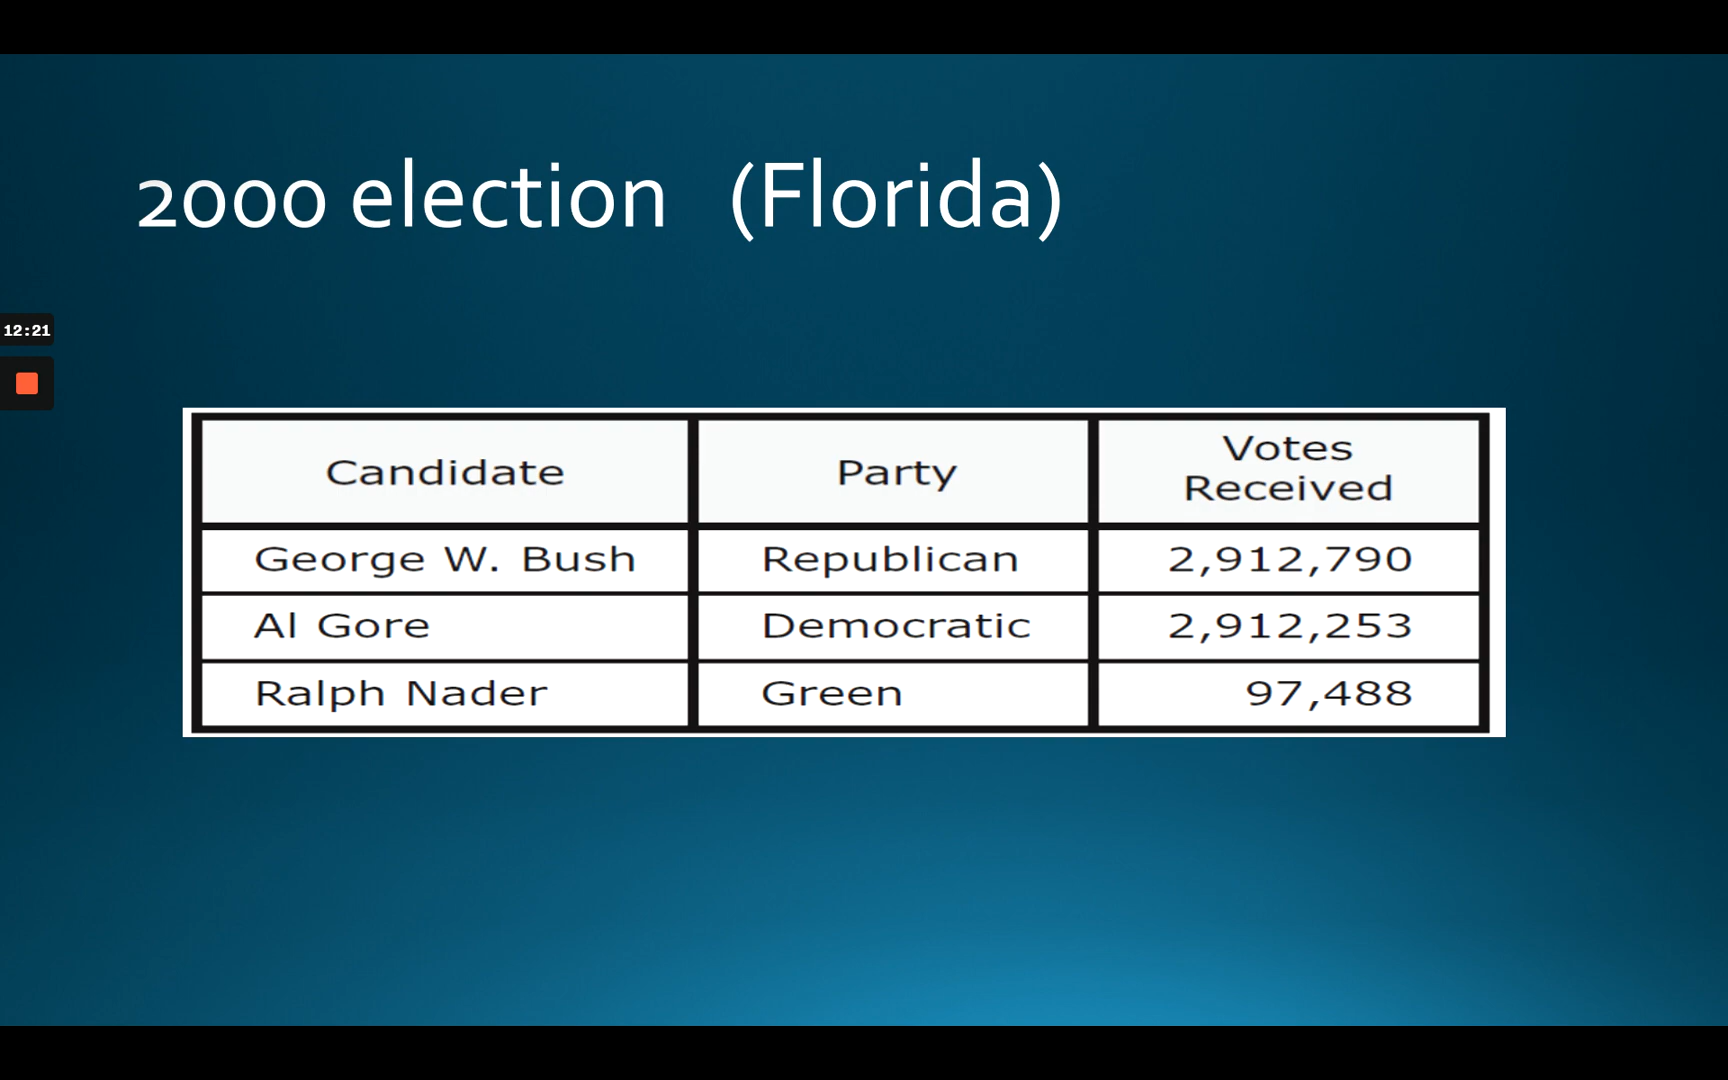 2000 election (Florida)
12:21
Candidate Party Votes Received
George W. Bush Republican 2,912,790
Al Gore Democratic 2,912,253
Ralph Nader Green 97,488